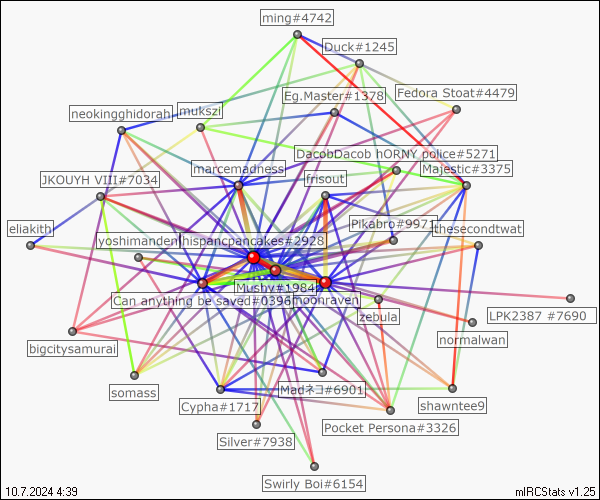 ming#4742
Duck#1245
Fedora Stoat#4479
Eg.Master#1378
neokingghidorah
mukszi
DacobDacob hORNY police#5271
marcemadness
Majestic#3375
JKOUYH VIII#7034
frisout
Pikabro#9971
eliakith
thesecondtwat
yoshimanden
hispancpancakes#2928
Mushy#1984
Can anything be saved#0396
moonraven
LPK2387 #7690
zebula
normalwan
bigcitysamurai
somass
Madネコ#6901
shawntee9
Cypha#1717
Pocket Persona#3326
Silver#7938
Swirly Boi#6154
10.7.2024 4:39
mIRCStats v1.25